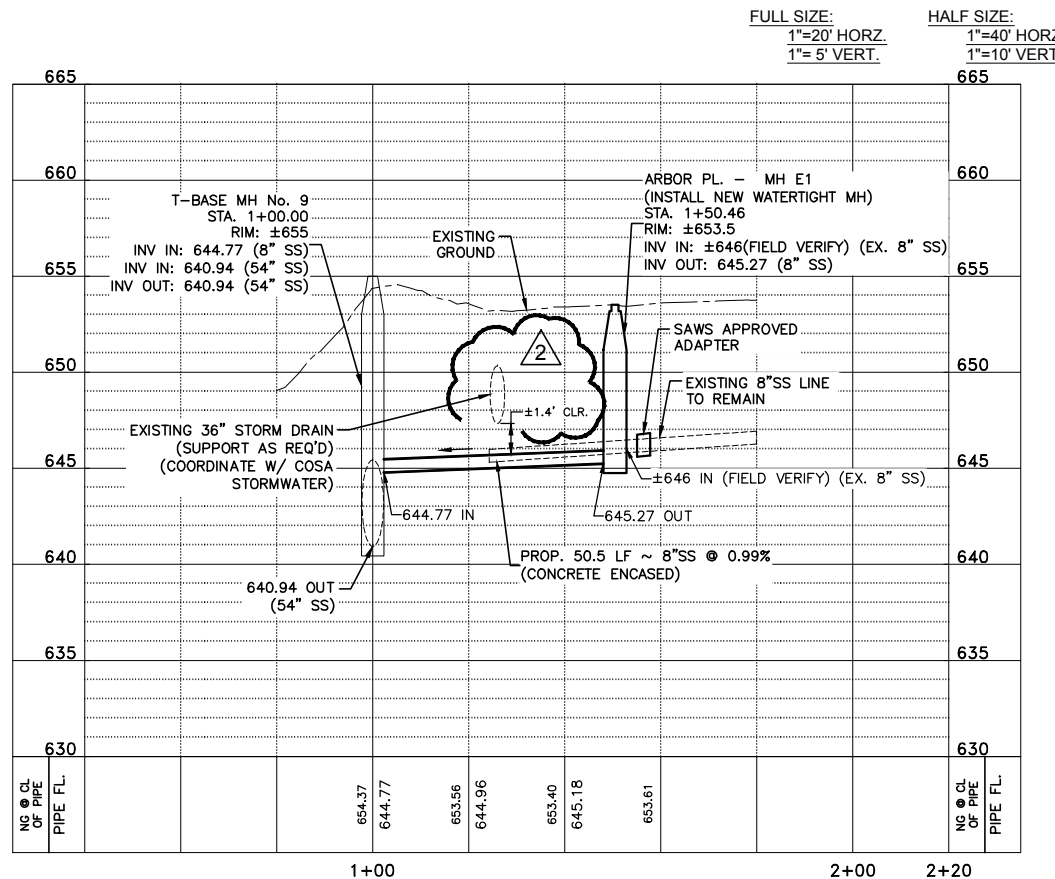 FULL SIZE:
1"=20' HORZ.
1"= 5' VERT.
HALF SIZE:
1"=40' HORZ
1"=10' VERT
665
665
660
660
655
655
650
650
645
645
640
640
635
635
630
630
T-BASE MH No. 9
STA. 1+00.00
RIM: ±655
INV IN: 644.77 (8" SS)
INV IN: 640.94 (54" SS)
INV OUT: 640.94 (54" SS)
EXISTING
GROUND
ARBOR PL. – MH E1
(INSTALL NEW WATERTIGHT MH)
STA. 1+50.46
RIM: ±653.5
INV IN: ±646(FIELD VERIFY) (EX. 8" SS)
INV OUT: 645.27 (8" SS)
2
SAWS APPROVED
ADAPTER
EXISTING 8"SS LINE
TO REMAIN
±1.4' CLR.
EXISTING 36" STORM DRAIN
(SUPPORT AS REQ'D)
(COORDINATE W/ COSA
STORMWATER)
±646 IN (FIELD VERIFY) (EX. 8" SS)
644.77 IN
645.27 OUT
PROP. 50.5 LF ~ 8"SS @ 0.99%
(CONCRETE ENCASED)
640.94 OUT
(54" SS)
NG @ CL
OF PIPE
PIPE FL.
654.37
644.77
653.56
644.96
653.40
645.18
653.61
NG @ CL
OF PIPE
PIPE FL.
1+00
2+00
2+20